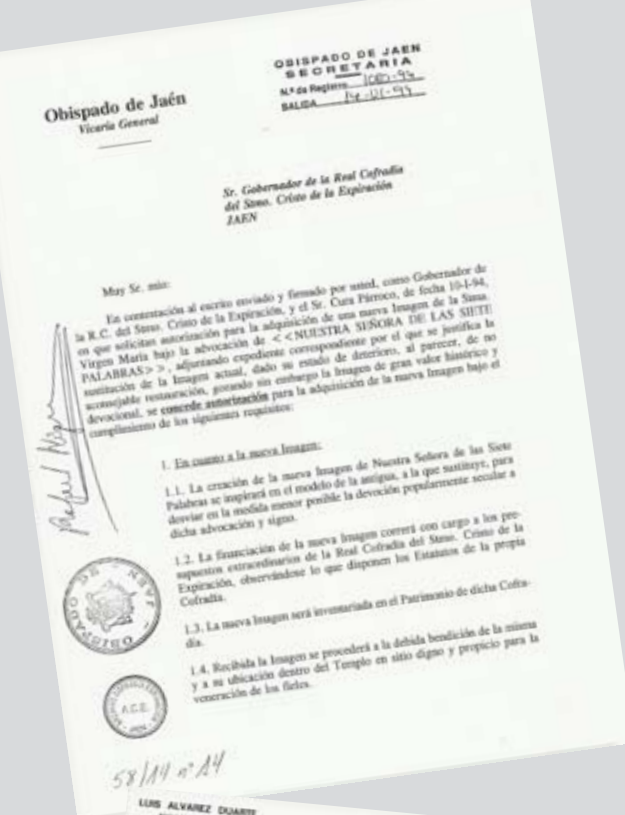 Obispado de Jaén
Vicaría General
OBISPADO DE JAEN
SECRETARIA
N.º de Registro
SALIDA
Sr. Gobernador de la Real Cofradía
del Stmo. Cristo de la Expiración
JAEN
Muy Sr. mio:
En contestación al escrito enviado y firmado por usted, como Gobernador de
la R.C. del Stmo. Cristo de la Expiración, y el Sr. Cura Párroco, de fecha 10-I-94,
en que solicitan autorización para la adquisición de una nueva Imagen de la Stma.
Virgen María bajo la advocación de <<NUESTRA SEÑORA DE LAS SIETE
PALABRAS>>, adjuntando expediente correspondiente por el que se justifica la
sustitución de la Imagen actual, dado su estado de deterioro, al parecer, de no
aconsejable restauración, gozando sin embargo la Imagen de gran valor histórico y
devocional, se concede autorización para la adquisición de la nueva Imagen bajo el
cumplimiento de los siguientes requisitos:
1. En cuanto a la nueva Imagen:
1.1. La creación de la nueva Imagen de Nuestra Señora de las Siete
Palabras se inspirará en el modelo de la antigua, a la que sustituye, para
desviar en la medida menor posible la devoción popularmente secular a
dicha advocación y signo.
1.2. La financiación de la nueva Imagen correrá con cargo a los pre-
supuestos extraordinarios de la Real Cofradía del Stmo. Cristo de la
Expiración, observándose lo que disponen los Estatutos de la propia
Cofradía.
1.3. La nueva Imagen será inventariada en el Patrimonio de dicha Cofra-
día.
1.4. Recibida la Imagen se procederá a la debida bendición de la misma
y a su ubicación dentro del Templo en sitio digno y propicio para la
veneración de los fieles.
OBISPADO DE JAEN
A.C.E.
58/14 nº 14
LUIS ALVAREZ DUARTE